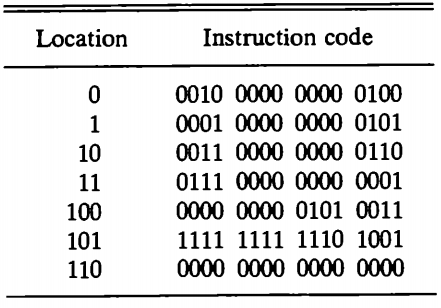 Location Instruction code
0 0010 0000 0000 0100
1 0001 0000 0000 0101
10 0011 0000 0000 0110
11 0111 0000 0000 0001
100 0000 0000 0101 0011
101 1111 1111 1110 1001
110 0000 0000 0000 0000